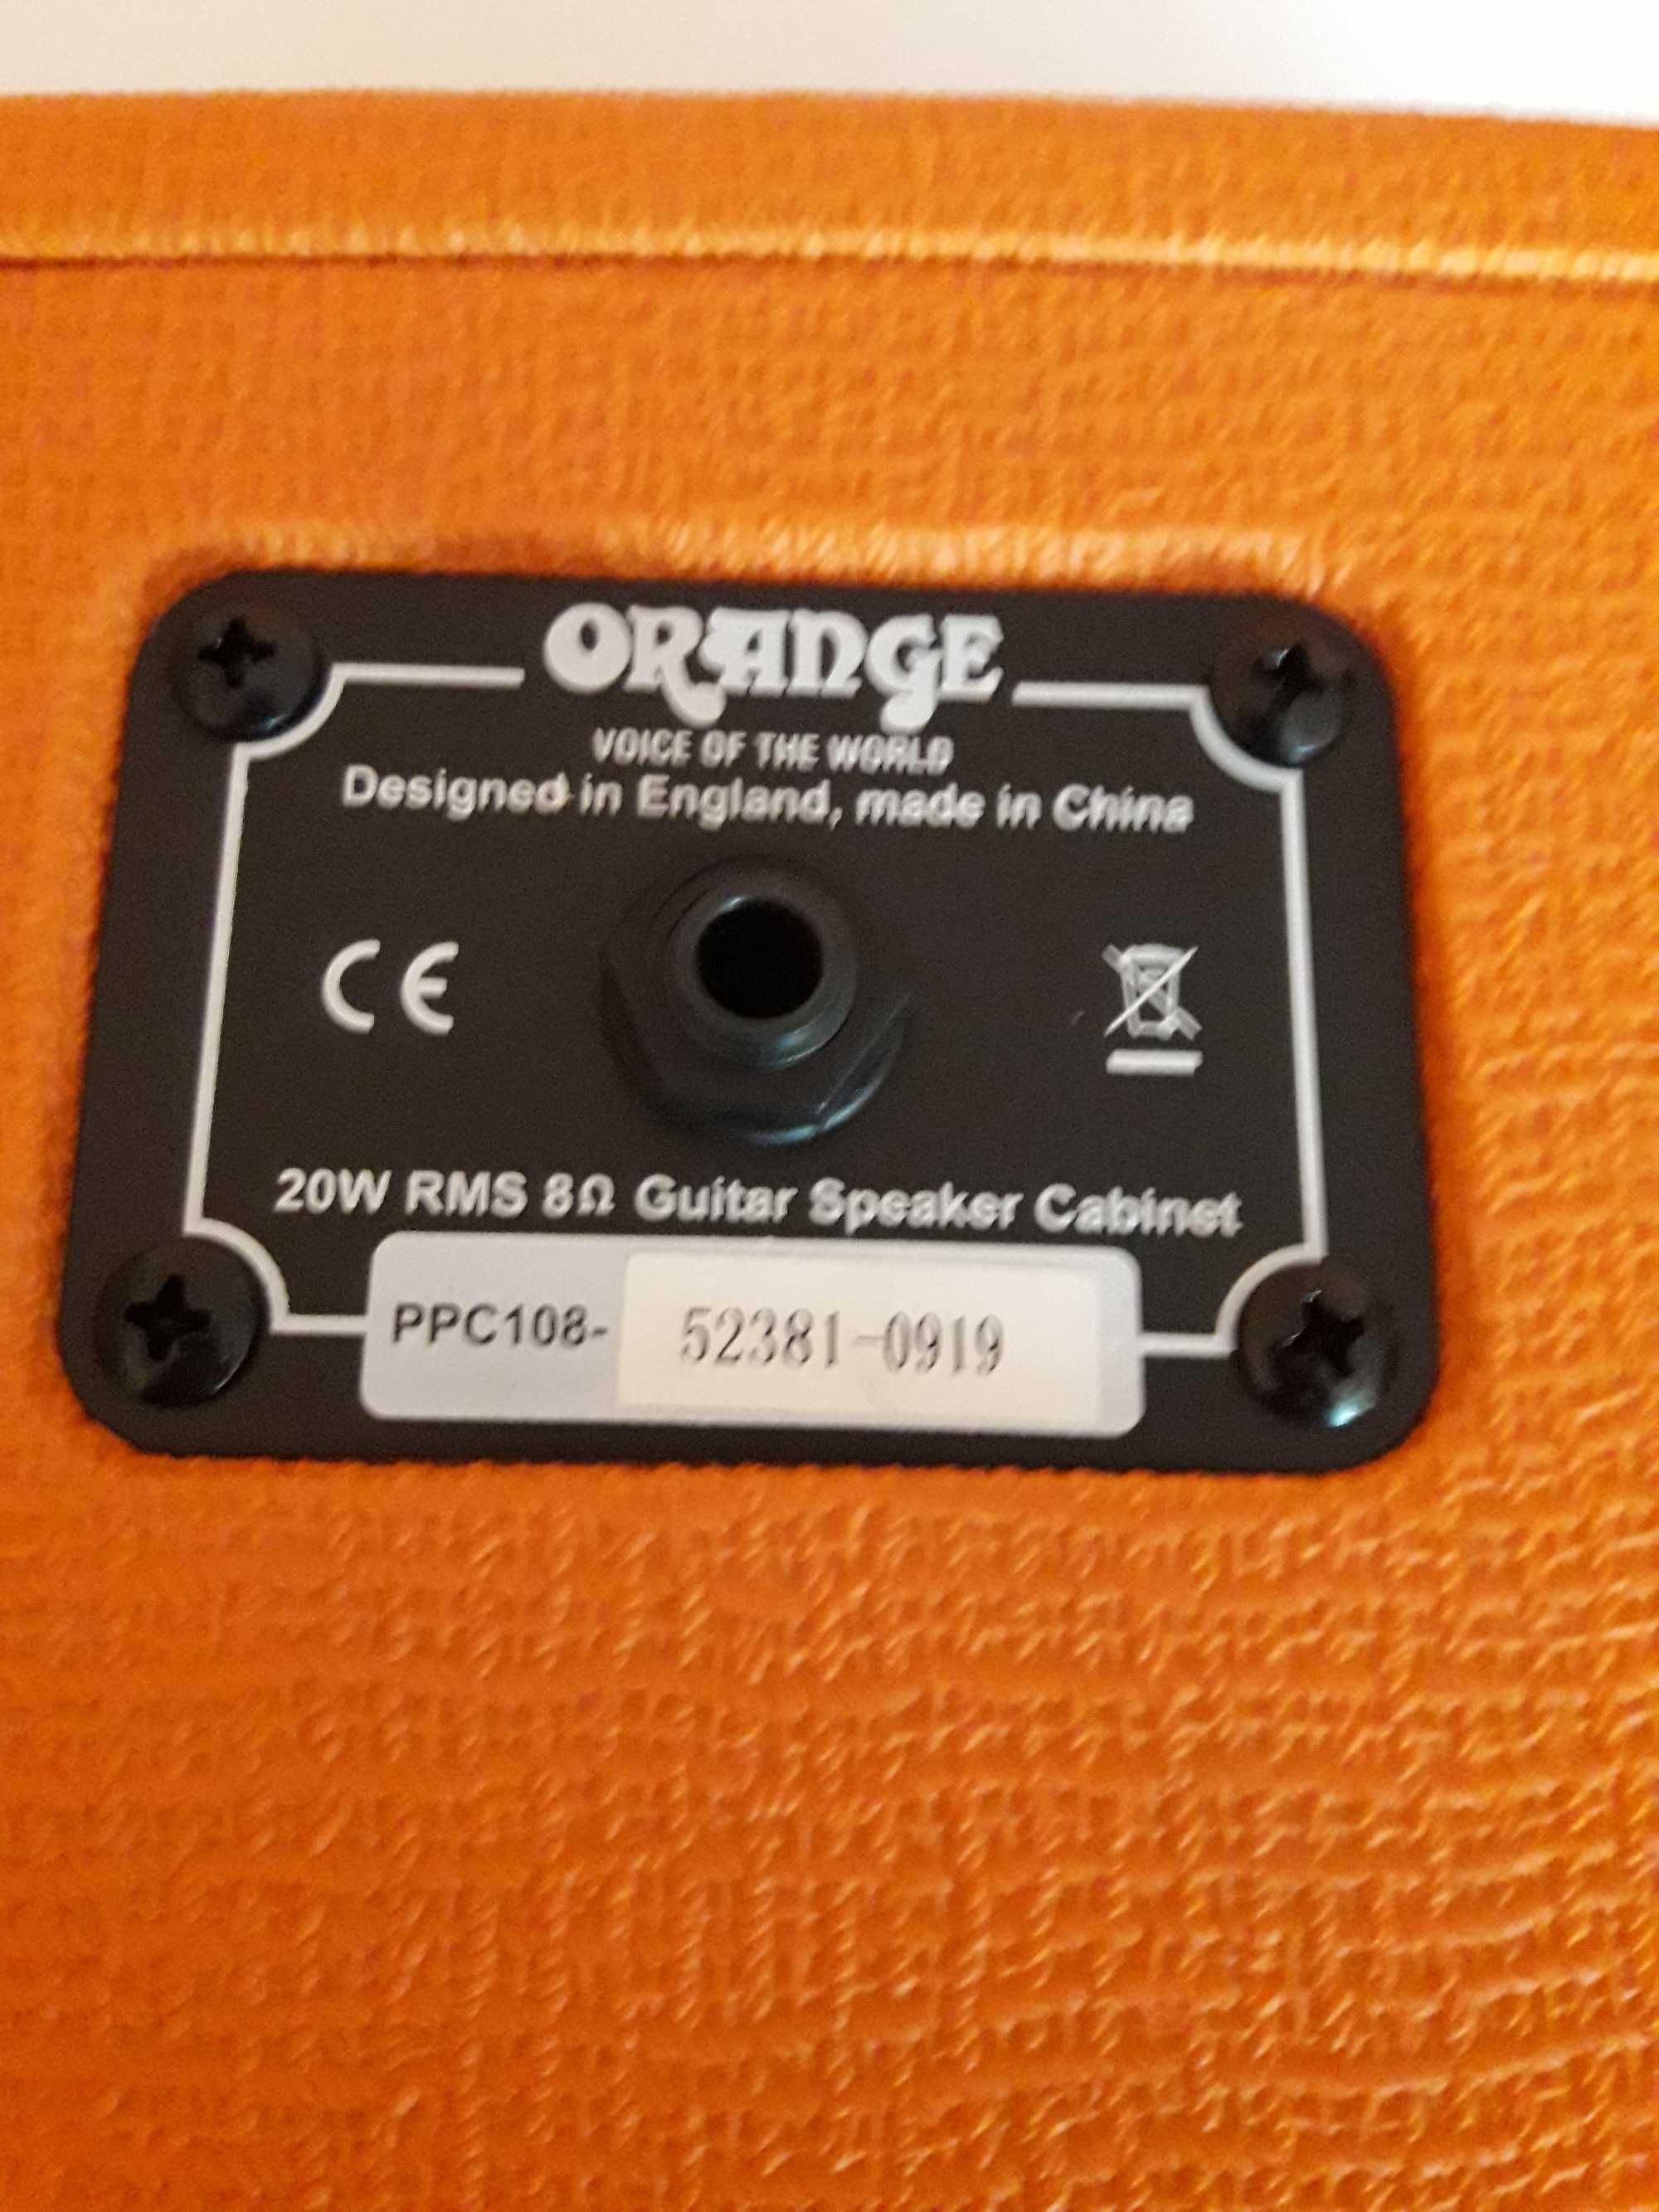 ORANGE
VOICE OF THE WORLD
Designed in England, made in China
CE
20W RMS 8Ω Guitar Speaker Cabinet
PPC108- 52381-0919